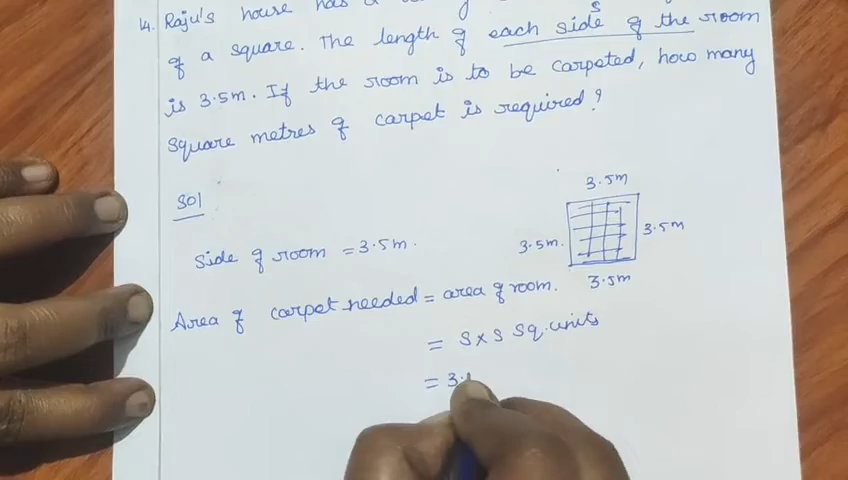 4. Raju's house has a
of a square. The length of each side of the room
S
is 3.5m. If the room is to be carpeted, how many
square metres of carpet is required?
Sol
3.5m
side of room = 3.5m.
3.5m.
3.5m
3.5m
Area of carpet needed = area of room.
= S × S Sq. units
= 3.